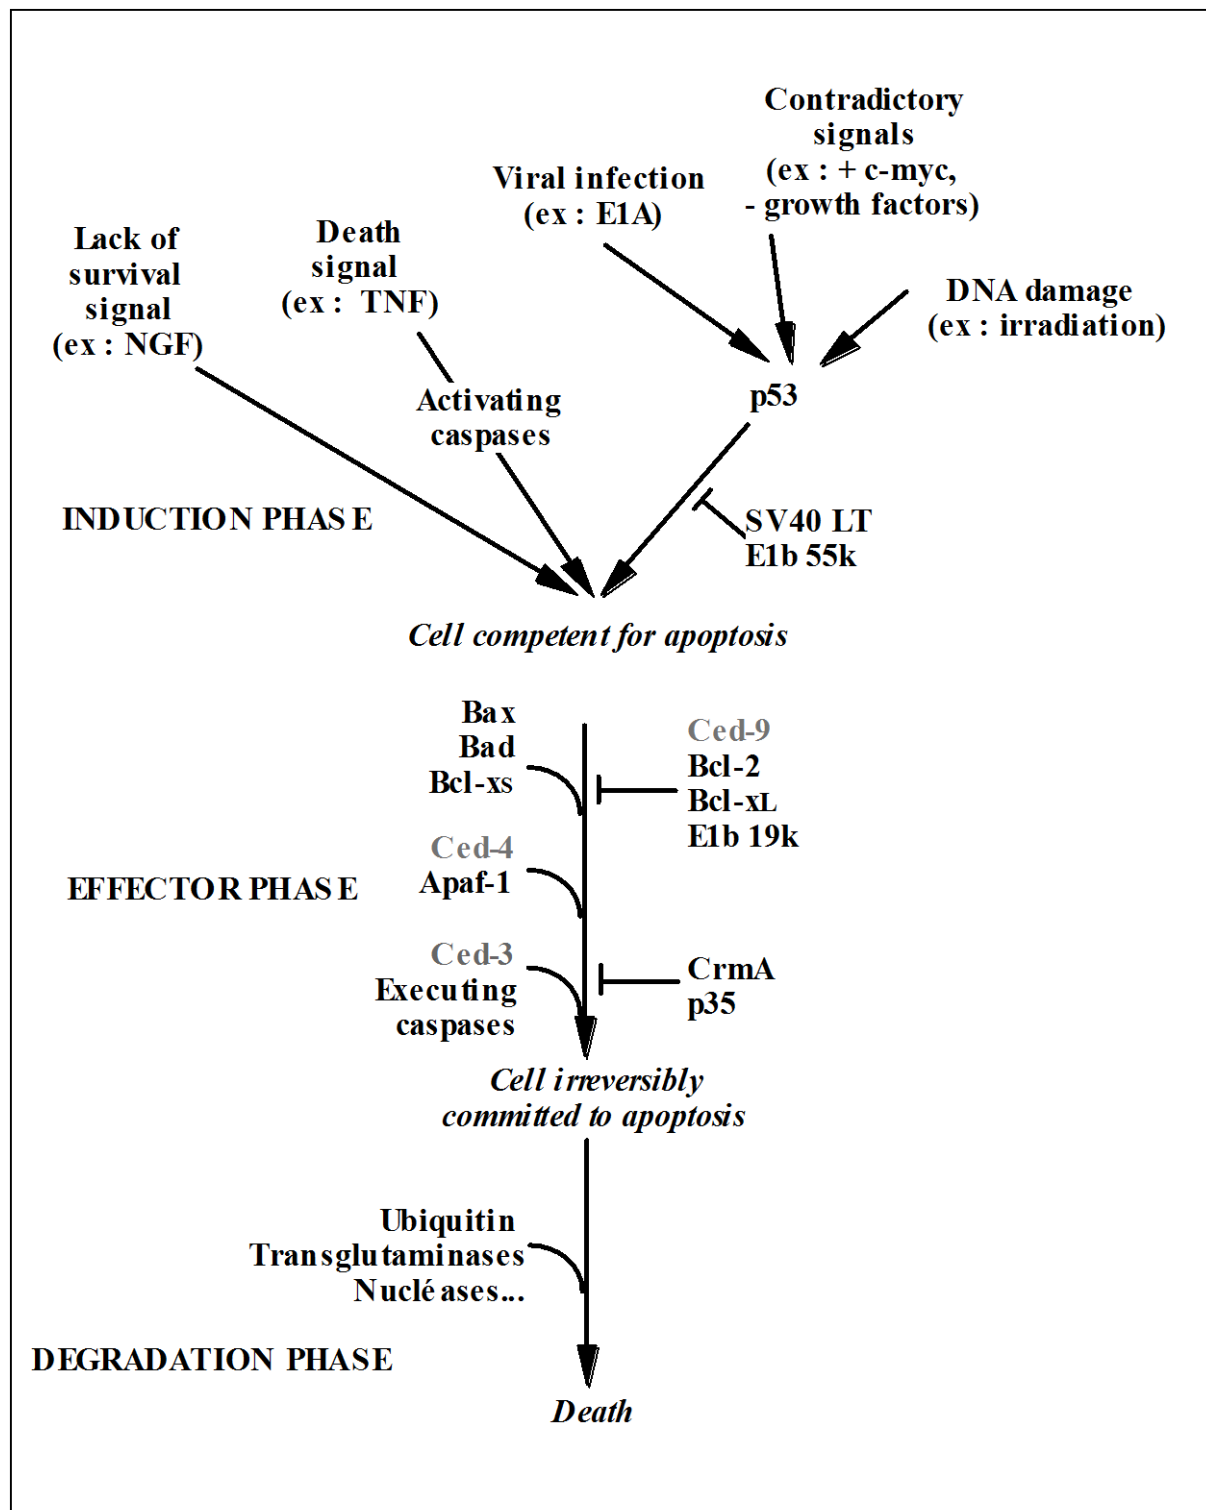 Contradictory
signals
(ex : + c-myc,
- growth factors)
Viral infection
(ex : E1A)
Death
signal
(ex : TNF)
Lack of
survival
signal
(ex : NGF)
DNA damage
(ex : irradiation)
p53
Activating
caspases
INDUCTION PHASE
SV40 LT
E1b 55k
Cell competent for apoptosis
Bax
Bad
Bcl-xS
Ced-9
Bcl-2
Bcl-xL
E1b 19k
Ced-4
Apaf-1
EFFECTOR PHASE
Ced-3
Executing
caspases
CrmA
p35
Cell irreversibly
committed to apoptosis
Ubiquitin
Transglutaminases
Nucléases...
DEGRADATION PHASE
Death